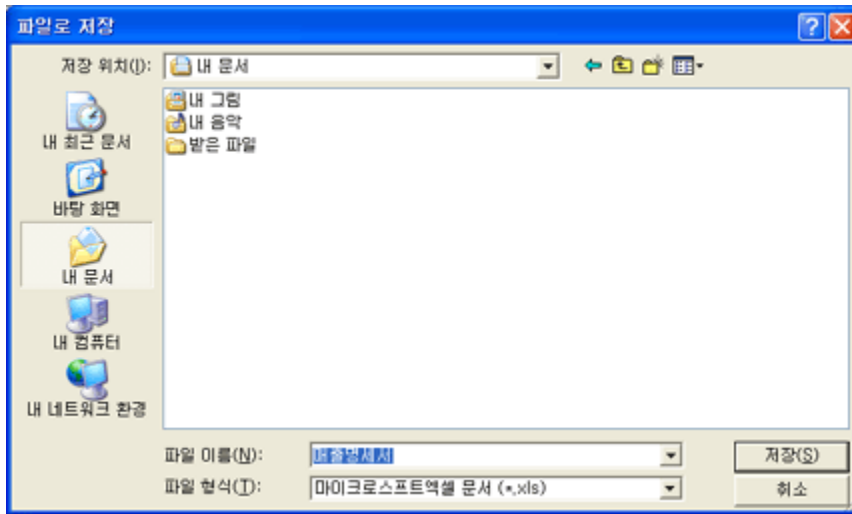 파일로 저장
저장 위치(I): 내 문서
내 그림
내 음악
받은 파일
내 최근 문서
바탕 화면
내 문서
내 컴퓨터
내 네트워크 환경
파일 이름(N): 매출명세서
저장(S)
파일 형식(T): 마이크로스프트엑셀 문서 (*.xls)
취소